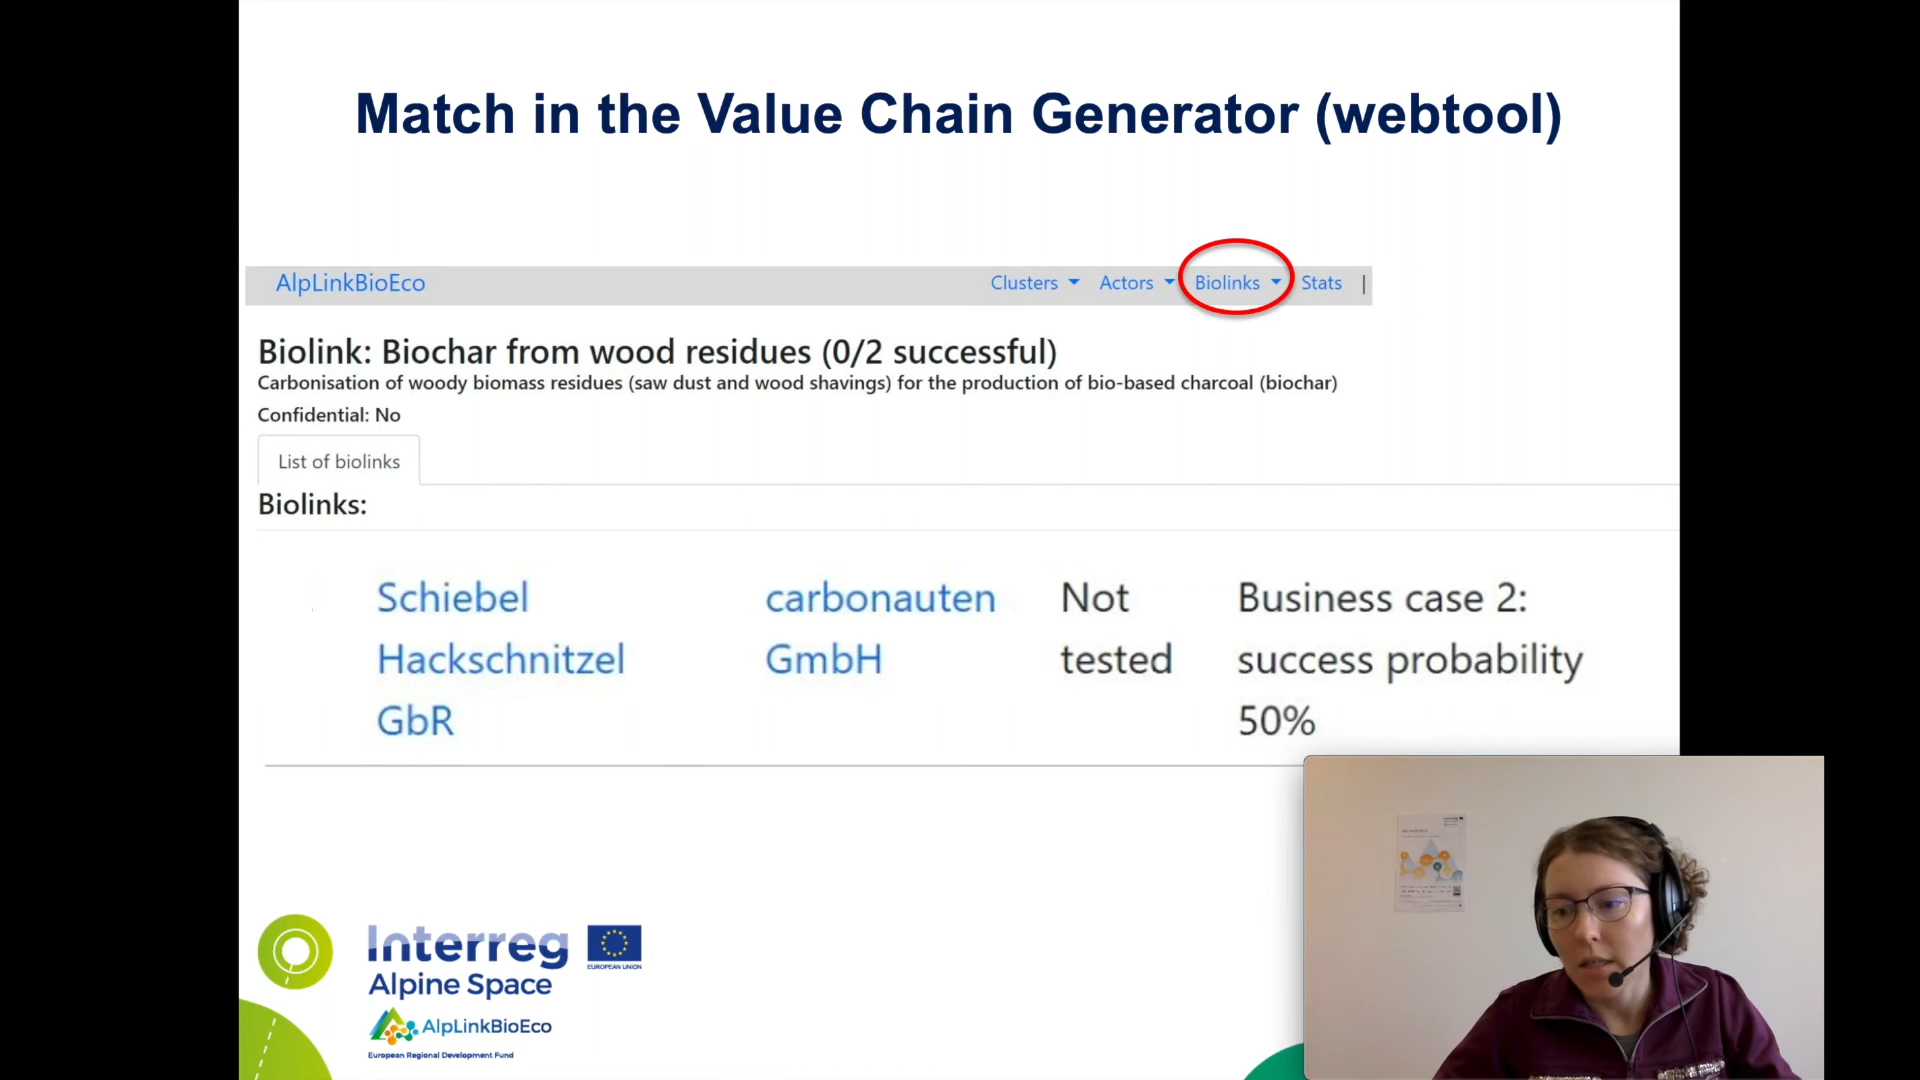 Match in the Value Chain Generator (webtool)
AlpLinkBioEco Clusters Actors Biolinks Stats |
Biolink: Biochar from wood residues (0/2 successful)
Carbonisation of woody biomass residues (saw dust and wood shavings) for the production of bio-based charcoal (biochar)
Confidential: No
List of biolinks
Biolinks:
Schiebel carbonauten Not Business case 2:
Hackschnitzel GmbH tested success probability
GbR 50%
Interreg
EUROPEAN UNION
Alpine Space
AlpLinkBioEco
European Regional Development Fund